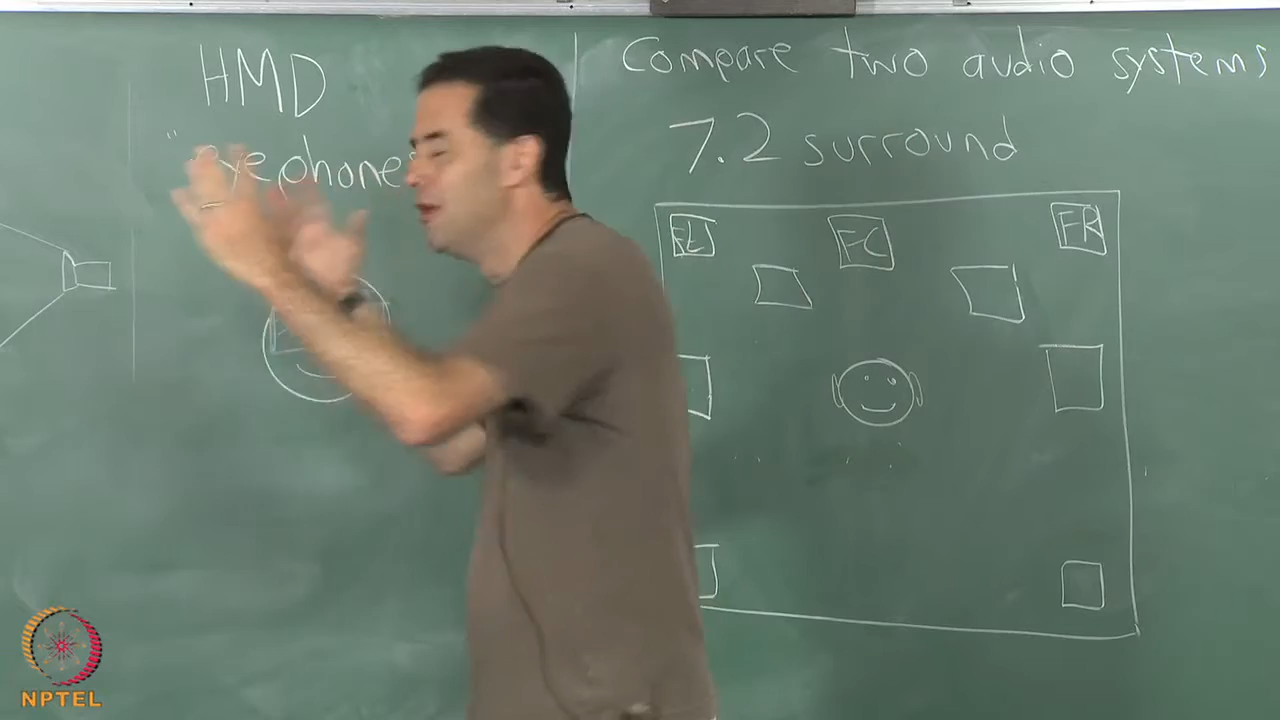 HMD
"eyephones
Compare two audio systems
7.2 surround
FL
FC
FR
NPTEL